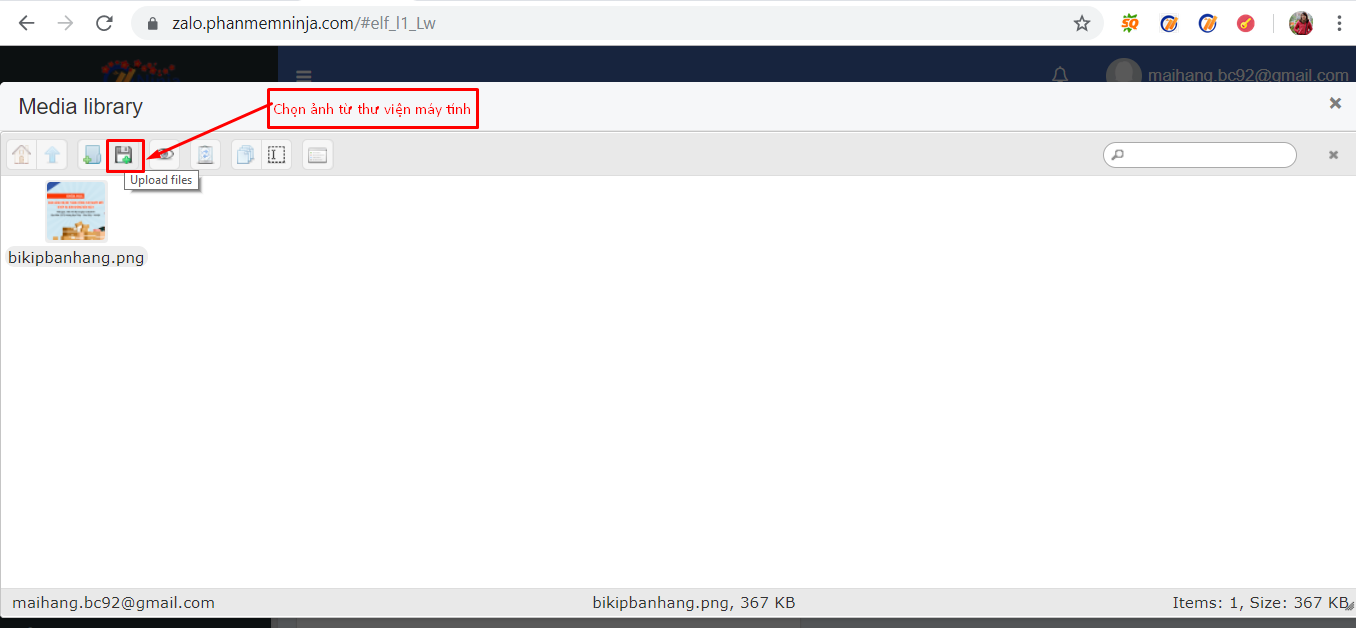 zalo.phanmemninja.com/#elf_l1_Lw
maihang.bc92@gmail.com
Media library
Chọn ảnh từ thư viện máy tính
Upload files
bikipbanhang.png
maihang.bc92@gmail.com
bikipbanhang.png, 367 KB
Items: 1, Size: 367 KB